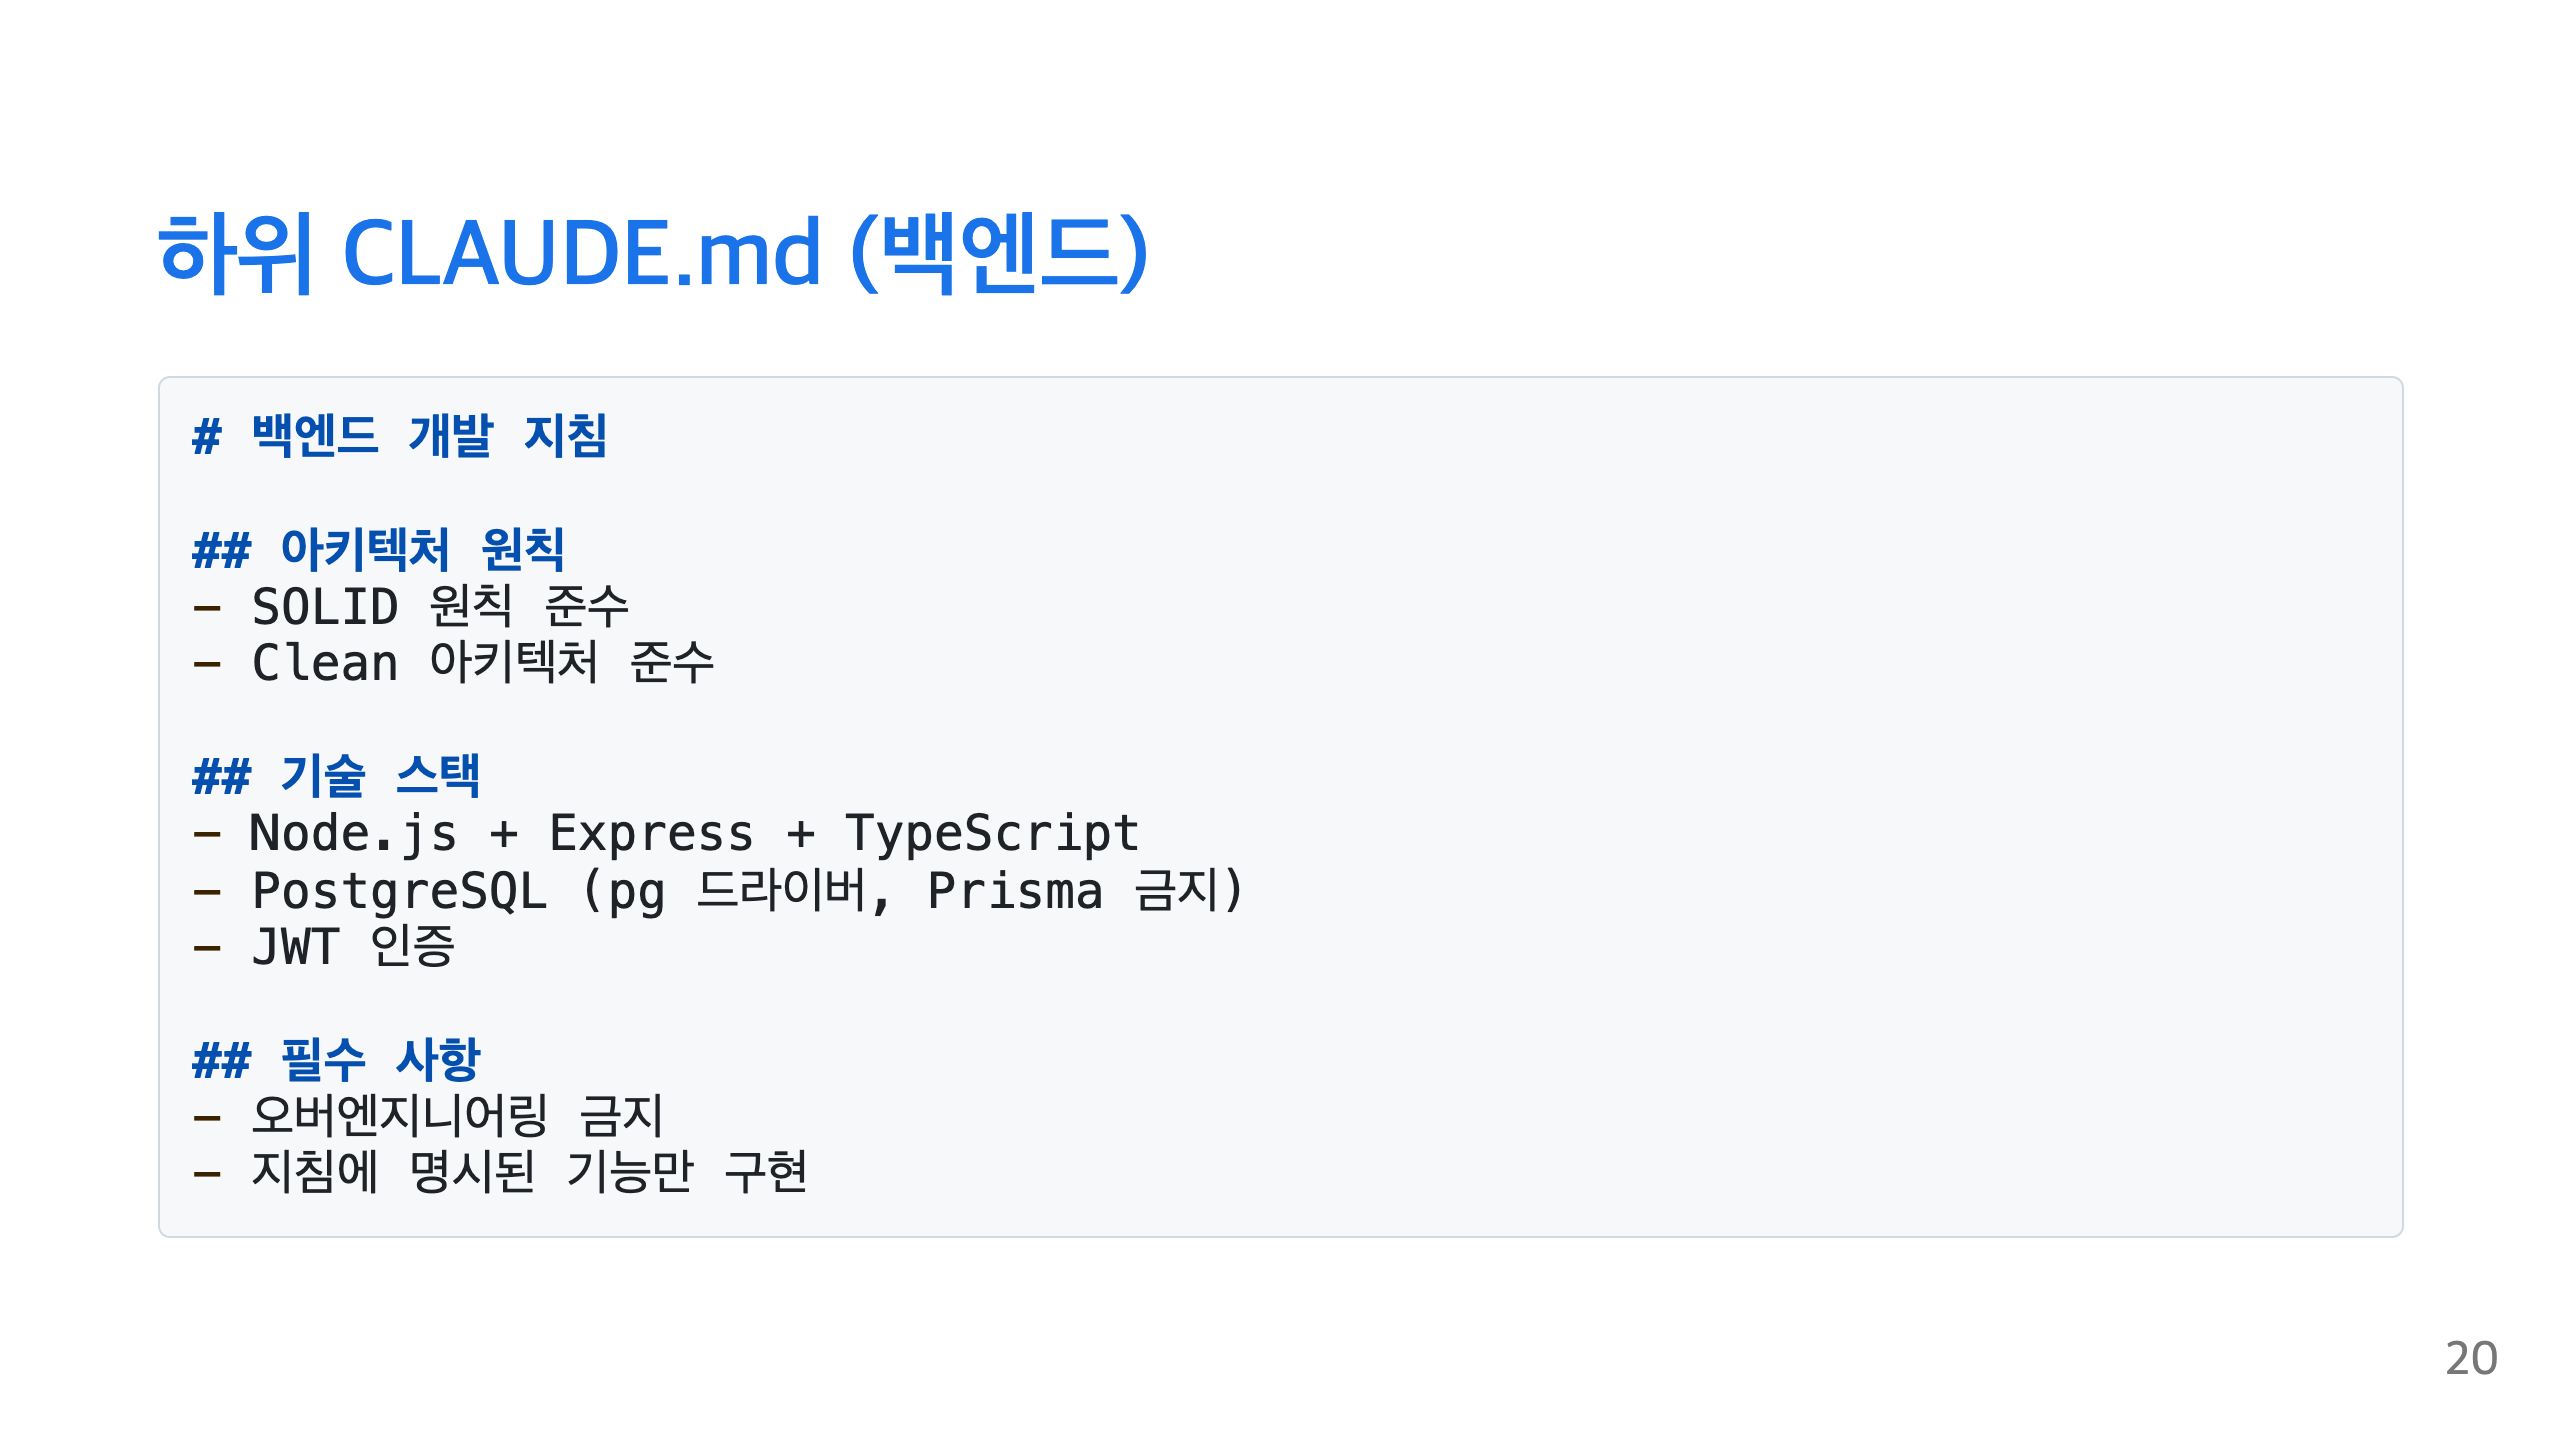 하위 CLAUDE.md (백엔드)
# 백엔드 개발 지침
## 아키텍처 원칙
- SOLID 원칙 준수
- Clean 아키텍처 준수
## 기술 스택
- Node.js + Express + TypeScript
- PostgreSQL (pg 드라이버, Prisma 금지)
- JWT 인증
## 필수 사항
- 오버엔지니어링 금지
- 지침에 명시된 기능만 구현
20